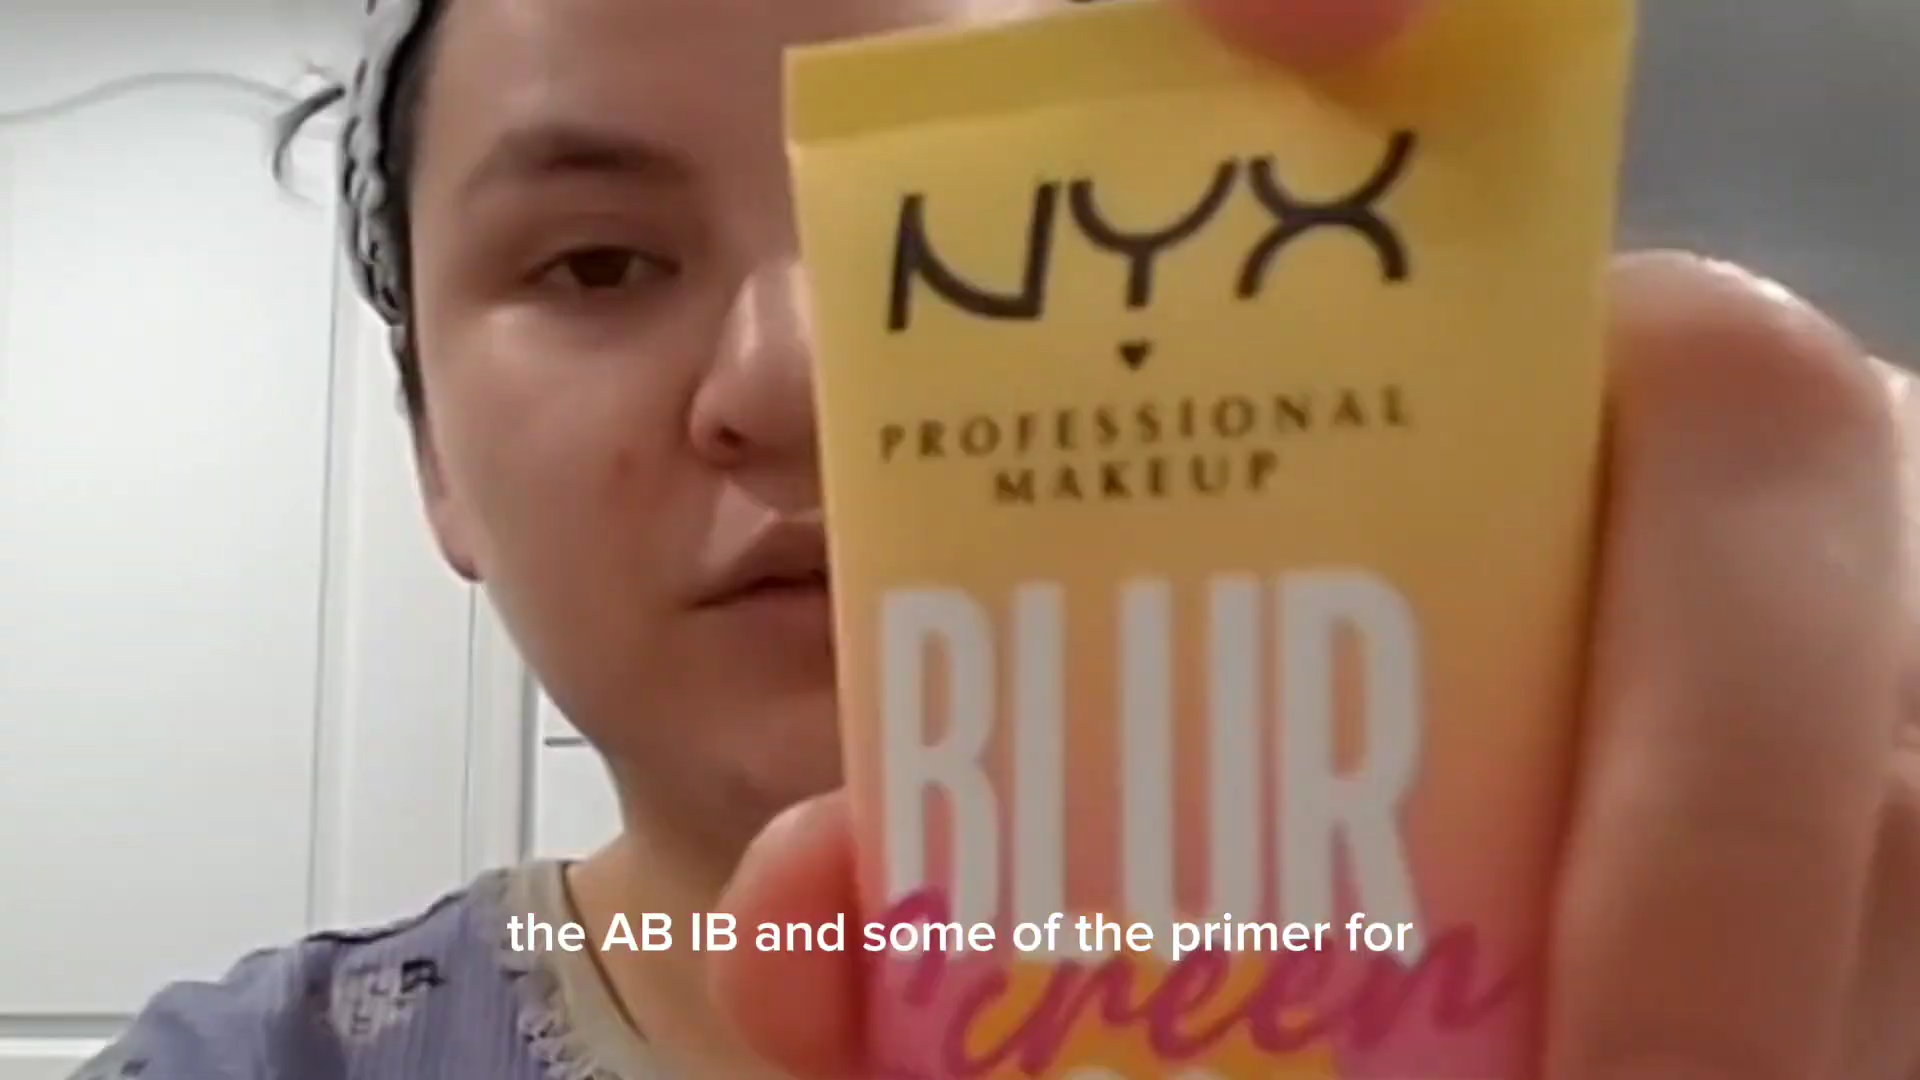 NYX
PROFESSIONAL
MAKEUP
BLUR
Screen
the AB IB and some of the primer for